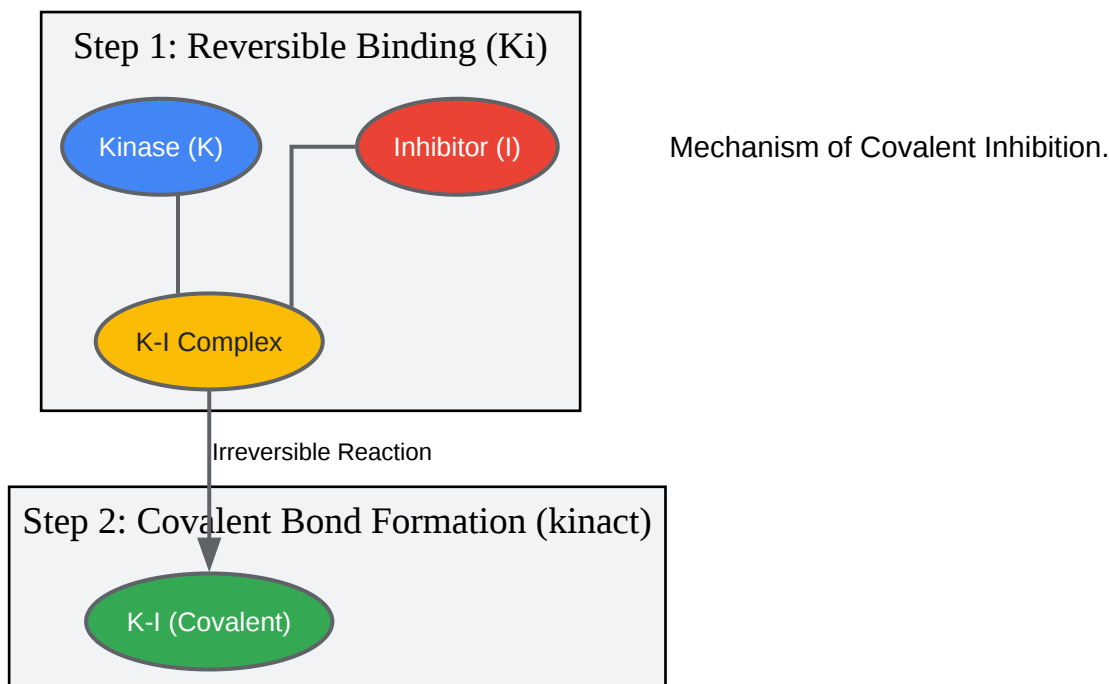 Step 1: Reversible Binding (Ki)
Kinase (K)
Inhibitor (I)
Mechanism of Covalent Inhibition.
K-I Complex
Irreversible Reaction
Step 2: Covalent Bond Formation (kinact)
K-I (Covalent)